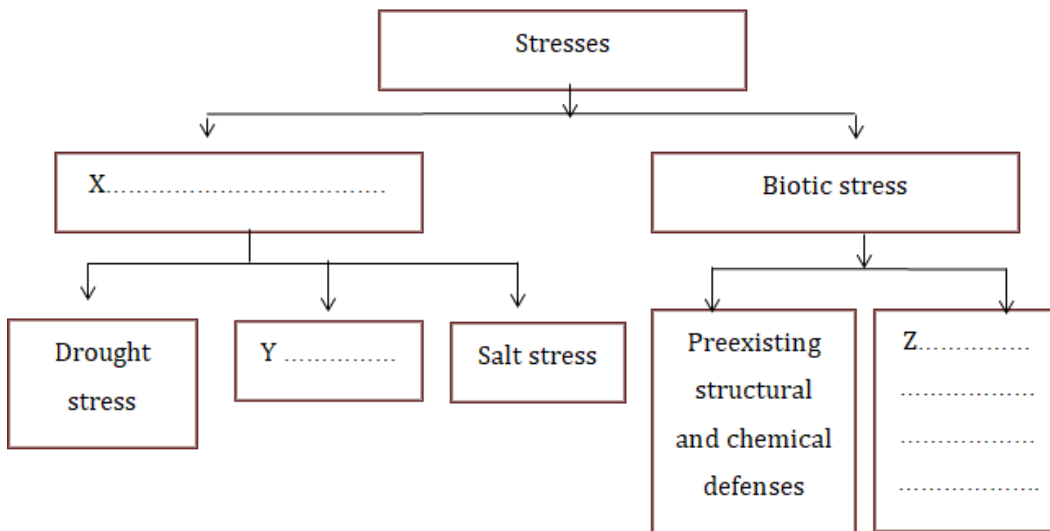 Stresses
X……………………………….
Biotic stress
Drought
stress
Y ……………
Salt stress
Preexisting
structural
and chemical
defenses
Z……………
………………
………………
……………….